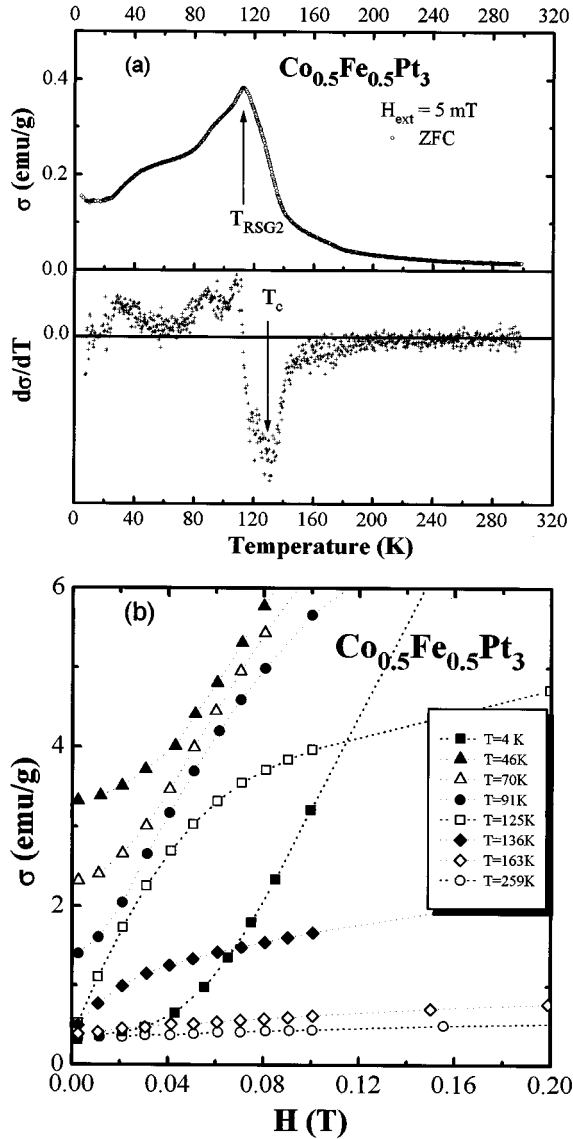 0 40 80 120 160 200 240 280 320
(a)
Co0.5Fe0.5Pt3
Hext = 5 mT
ZFC
0.4
0.2
0.0
σ (emu/g)
TRSG2
Tc
0.0
dσ/dT
0 40 80 120 160 200 240 280 320
Temperature (K)
(b)
Co0.5Fe0.5Pt3
6
4
2
0
σ (emu/g)
T=4 K
T=46K
T=70K
T=91K
T=125K
T=136K
T=163K
T=259K
0.00 0.04 0.08 0.12 0.16 0.20
H (T)